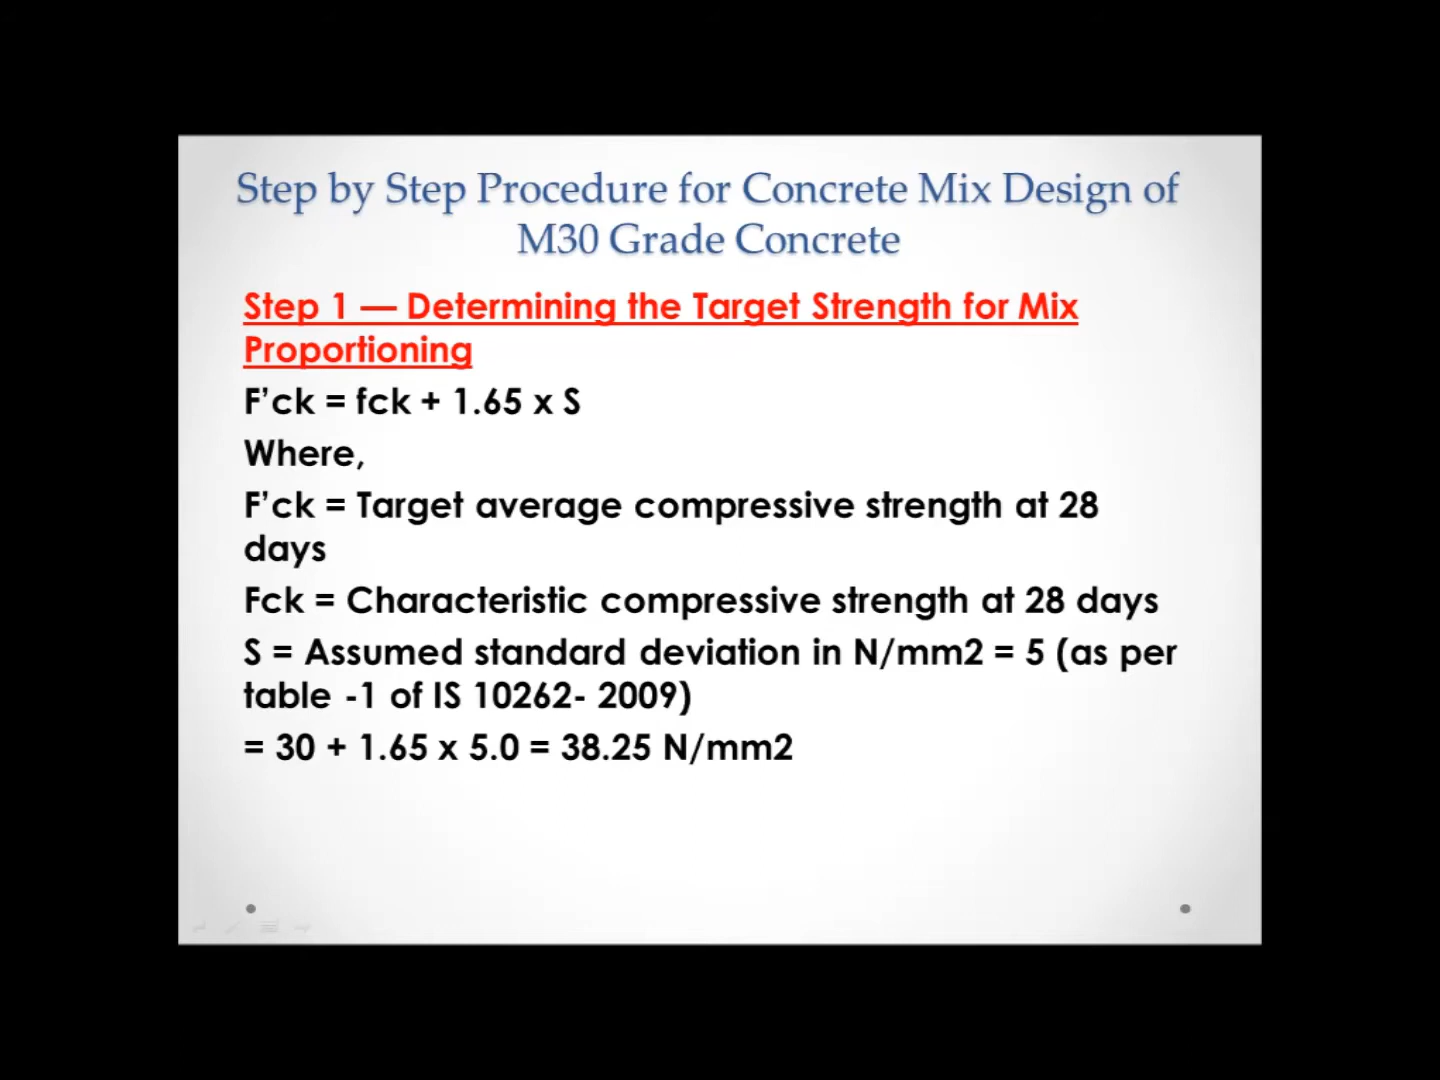 Step by Step Procedure for Concrete Mix Design of
M30 Grade Concrete
Step 1 — Determining the Target Strength for Mix
Proportioning
F’ck = fck + 1.65 x S
Where,
F’ck = Target average compressive strength at 28
days
Fck = Characteristic compressive strength at 28 days
S = Assumed standard deviation in N/mm2 = 5 (as per
table -1 of IS 10262- 2009)
= 30 + 1.65 x 5.0 = 38.25 N/mm2